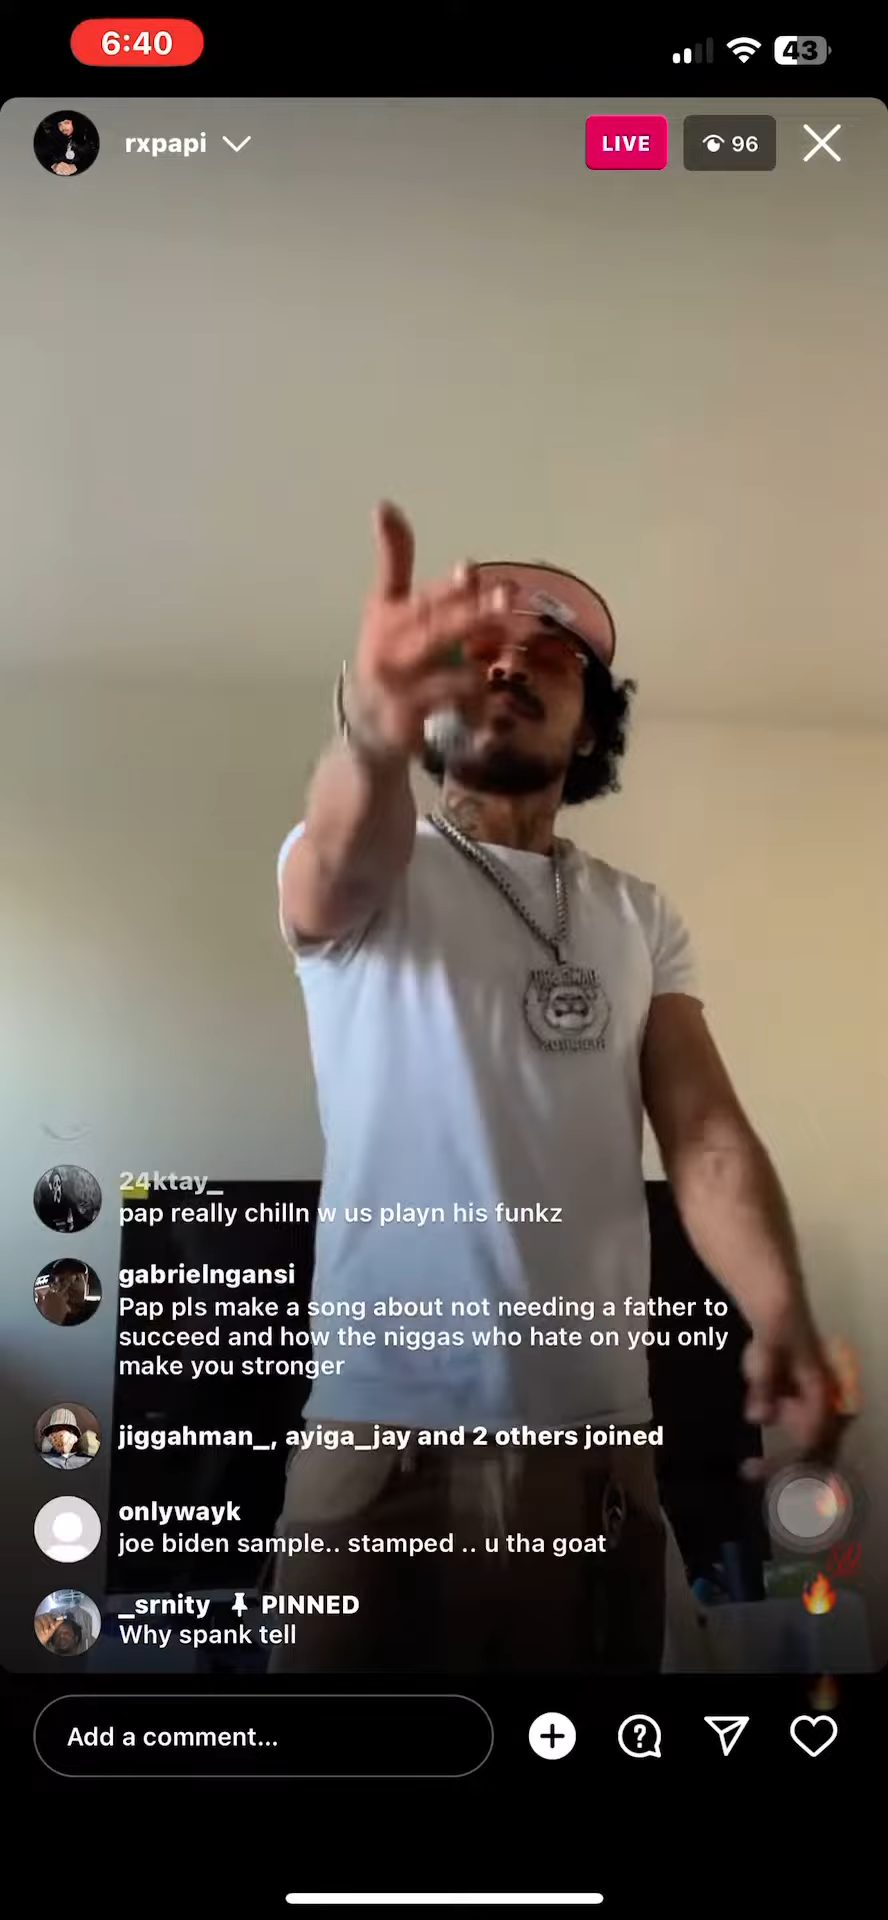 6:40
43
rxpapi
LIVE
96
24ktay_
pap really chilln w us playn his funkz
gabrielngansi
Pap pls make a song about not needing a father to
succeed and how the niggas who hate on you only
make you stronger
jiggahman_, ayiga_jay and 2 others joined
onlywayk
joe biden sample.. stamped .. u tha goat
_srnity PINNED
Why spank tell
Add a comment...